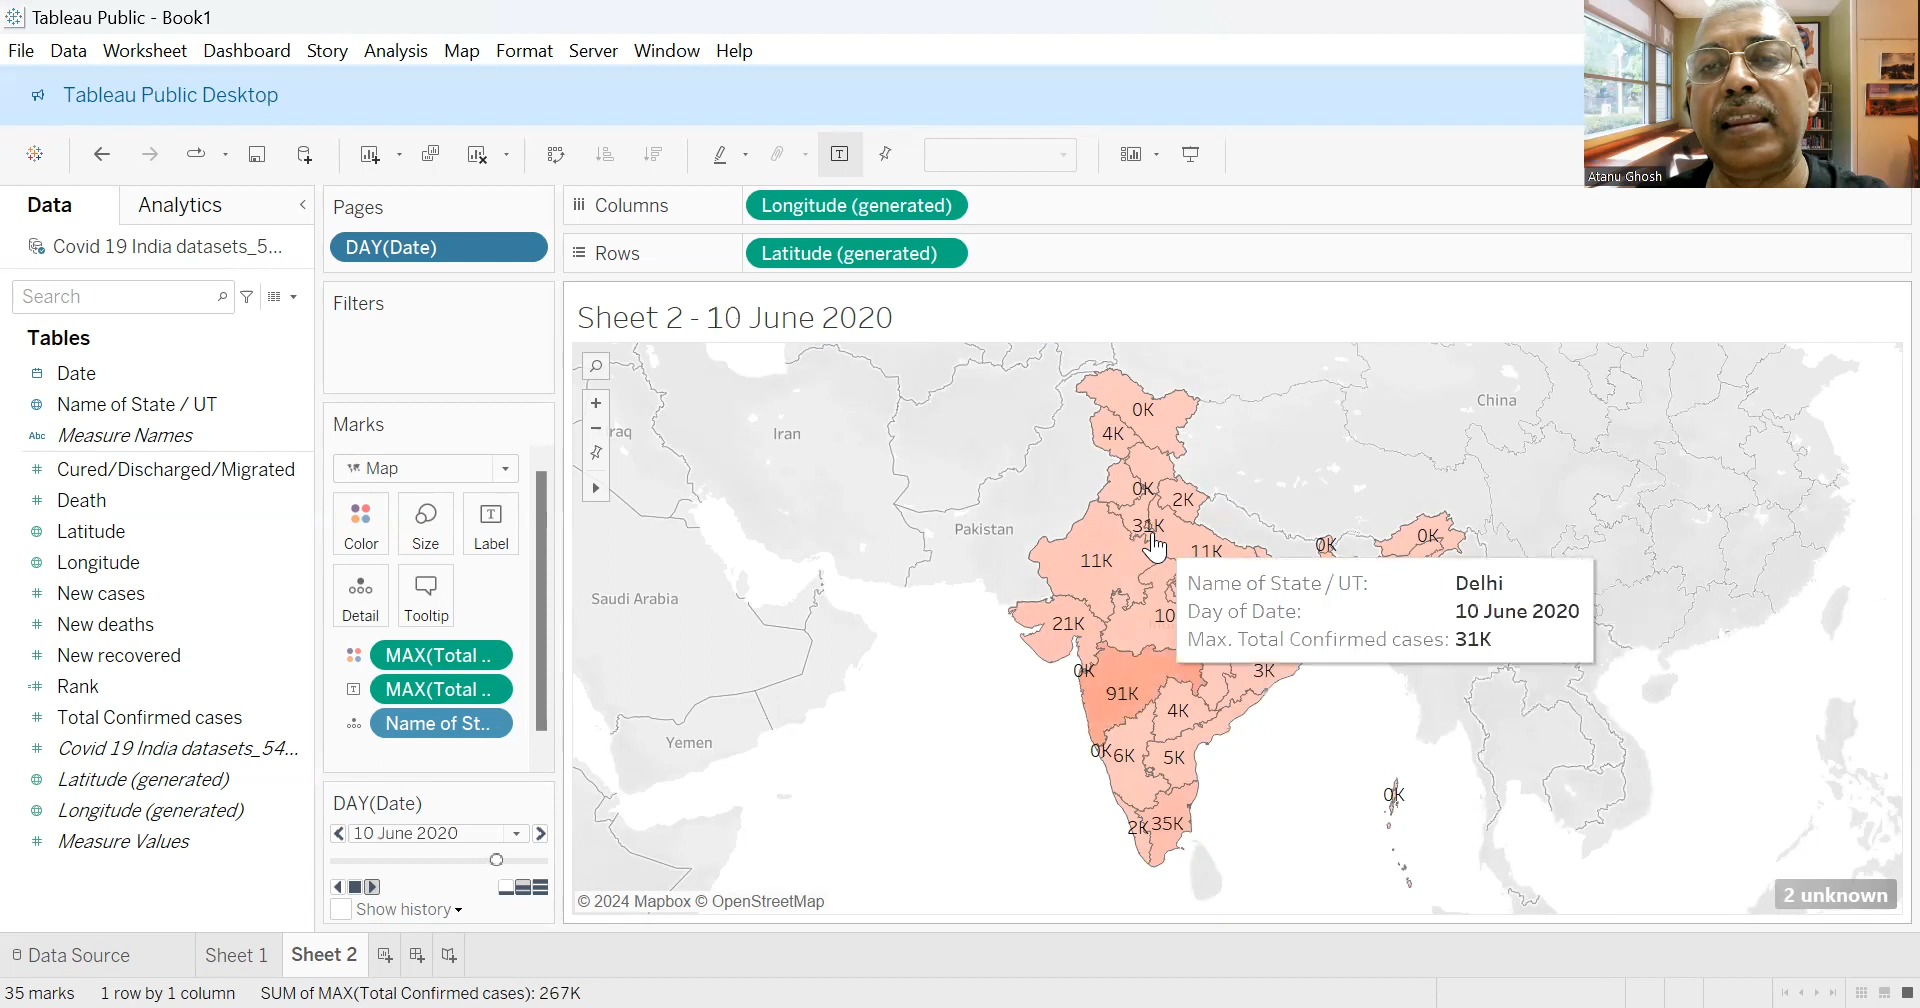 Tableau Public - Book1
File Data Worksheet Dashboard Story Analysis Map Format Server Window Help
Tableau Public Desktop
Atanu Ghosh
Data Analytics
Covid 19 India datasets_5...
Search
Tables
Date
Name of State / UT
Abc Measure Names
Cured/Discharged/Migrated
Death
Latitude
Longitude
New cases
New deaths
New recovered
Rank
Total Confirmed cases
Covid 19 India datasets_54...
Latitude (generated)
Longitude (generated)
Measure Values
Pages
DAY(Date)
Filters
Marks
Map
Color Size Label
Detail Tooltip
MAX(Total ..
MAX(Total ..
Name of St..
DAY(Date)
10 June 2020
Show history
Columns Longitude (generated)
Rows Latitude (generated)
Sheet 2 - 10 June 2020
China
0K
Iran
raq
4K
0K
2K
Pakistan
31K
0K
0K
11K
11K
Name of State / UT: Delhi
Day of Date: 10 June 2020
Max. Total Confirmed cases: 31K
Saudi Arabia
21K
10
0K
3K
91K
4K
Yemen
0K
6K
5K
0K
2K
35K
© 2024 Mapbox © OpenStreetMap
2 unknown
Data Source Sheet 1 Sheet 2
35 marks 1 row by 1 column SUM of MAX(Total Confirmed cases): 267K